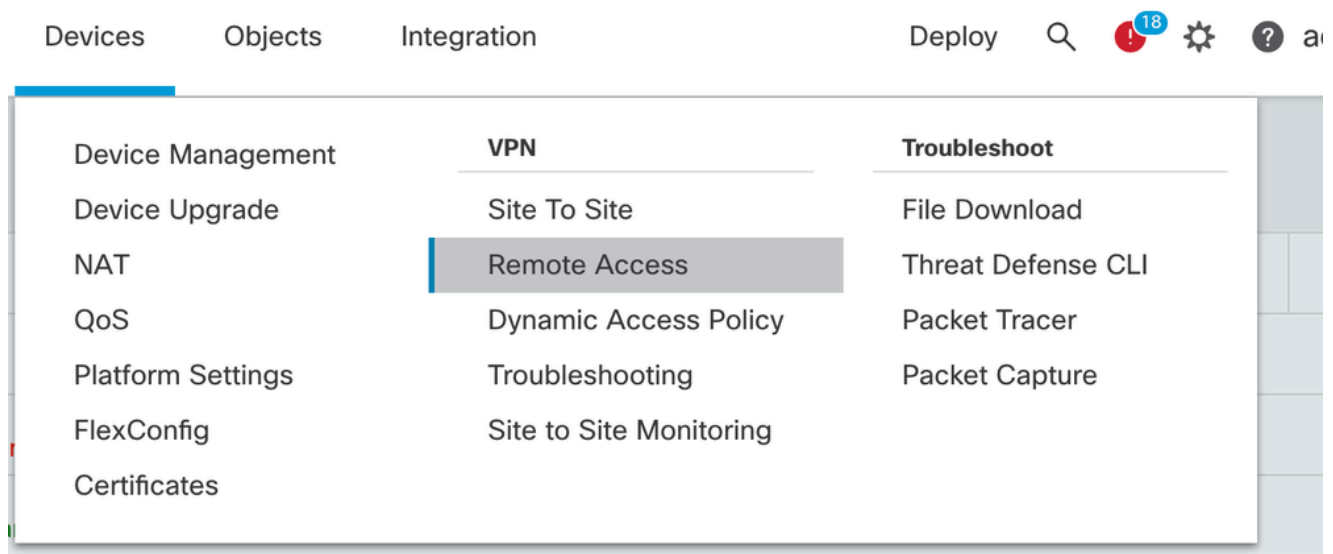 Devices Objects Integration Deploy 18 ?
Device Management
Device Upgrade
NAT
QoS
Platform Settings
FlexConfig
Certificates
VPN
Site To Site
Remote Access
Dynamic Access Policy
Troubleshooting
Site to Site Monitoring
Troubleshoot
File Download
Threat Defense CLI
Packet Tracer
Packet Capture